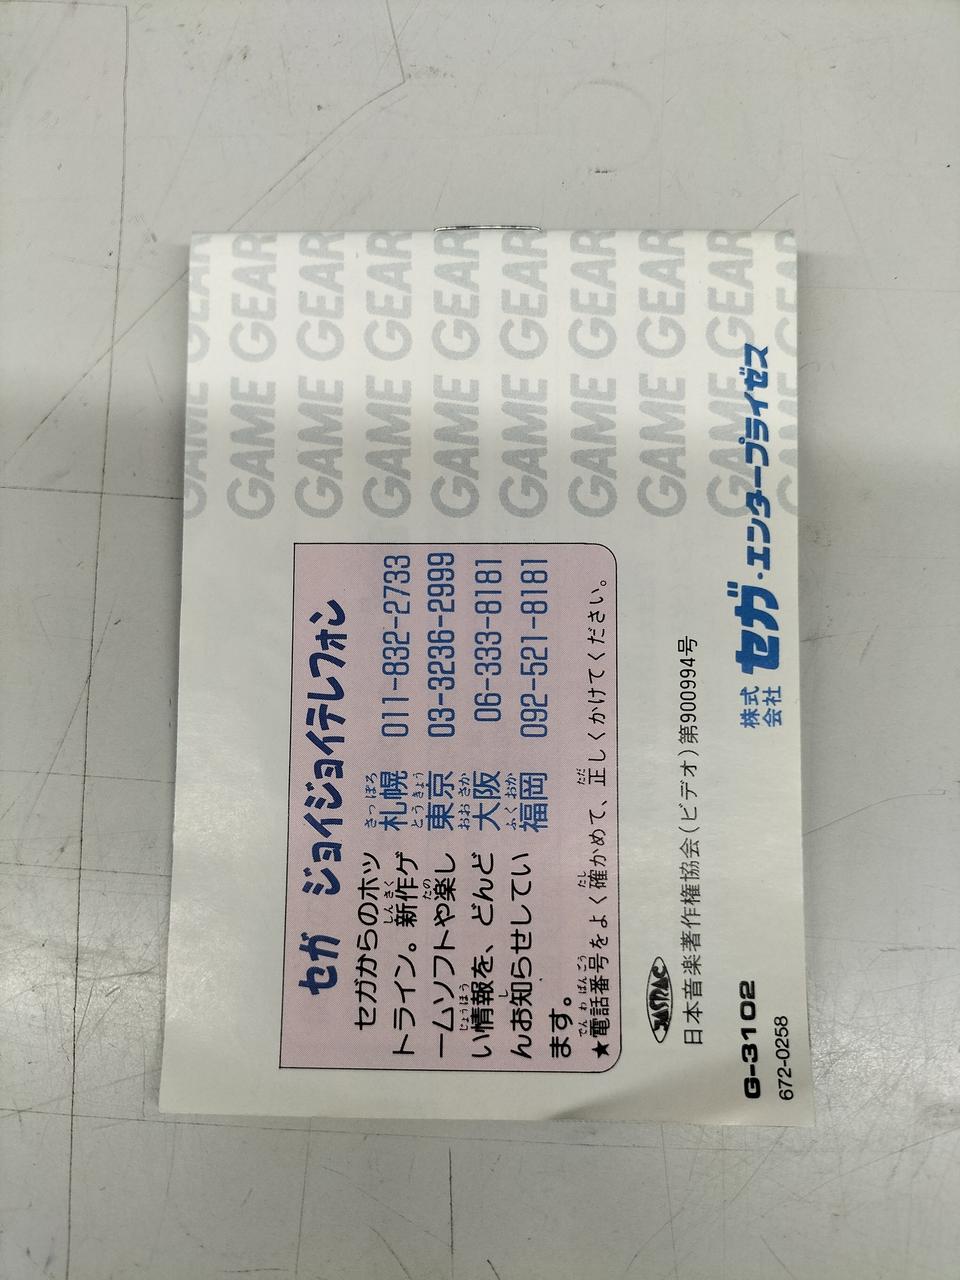 GAME GEAR
GAME GEAR
GAME GEAR
GAME GEAR
GAME GEAR
GAME GEAR
GAME GEAR
GAME GEAR
GAME GEAR
GAME GEAR
セガ ジョイジョイテレフォン
セガからのホッ
トライン。新作ゲ
ームソフトや楽し
い情報を、どんど
んお知らせしてい
ます。
札幌 011-832-2733
東京 03-3236-2999
大阪 06-333-8181
福岡 092-521-8181
★電話番号をよく確かめて、正しくかけてください。
JASRAC
日本音楽著作権協会(ビデオ)第900994号
G-3102
672-0258
株式会社 セガ・エンタープライゼス